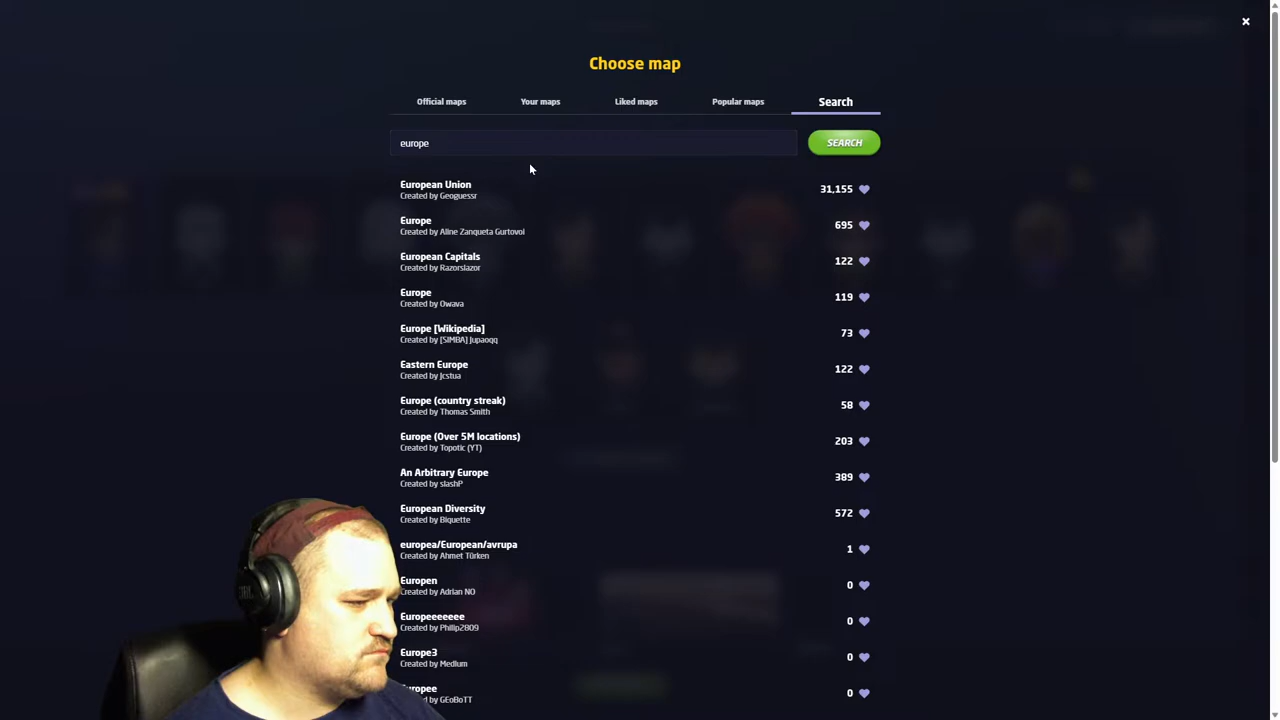 Choose map
Official maps
Your maps
Liked maps
Popular maps
Search
europe
SEARCH
European Union
Created by Geoguessr
31,155
Europe
Created by Aline Zanqueta Gurtovoi
695
European Capitals
Created by Razorslazor
122
Europe
Created by Owava
119
Europe [Wikipedia]
Created by [SIMBA] Jupaoqq
73
Eastern Europe
Created by Jcstua
122
Europe (country streak)
Created by Thomas Smith
58
Europe (Over 5M locations)
Created by Topotic (YT)
203
An Arbitrary Europe
Created by slashP
389
European Diversity
Created by Biquette
572
europea/European/avrupa
Created by Ahmet Türken
1
Europen
Created by Adrian NO
0
Europeeeeeee
Created by Philip2809
0
Europe3
Created by Medium
0
by GEoBoTT
0
JBL